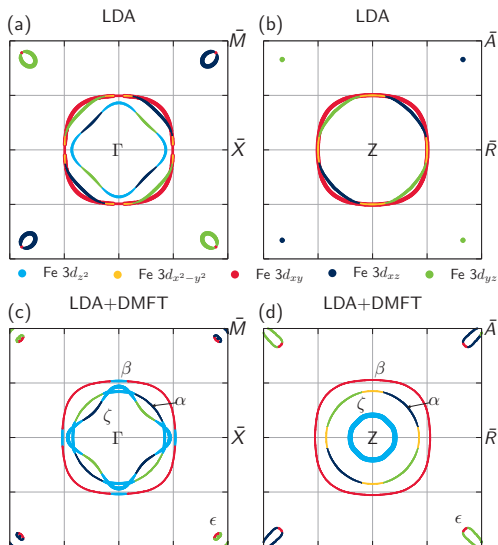 (a) LDA
M̄
Γ
X̄
(b) LDA
Ā
Z
R̄
Fe 3d_{z²} Fe 3d_{x²−y²} Fe 3d_{xy} Fe 3d_{xz} Fe 3d_{yz}
(c) LDA+DMFT
M̄
β
α
ζ
Γ
X̄
ϵ
(d) LDA+DMFT
Ā
β
α
ζ
Z
R̄
ϵ